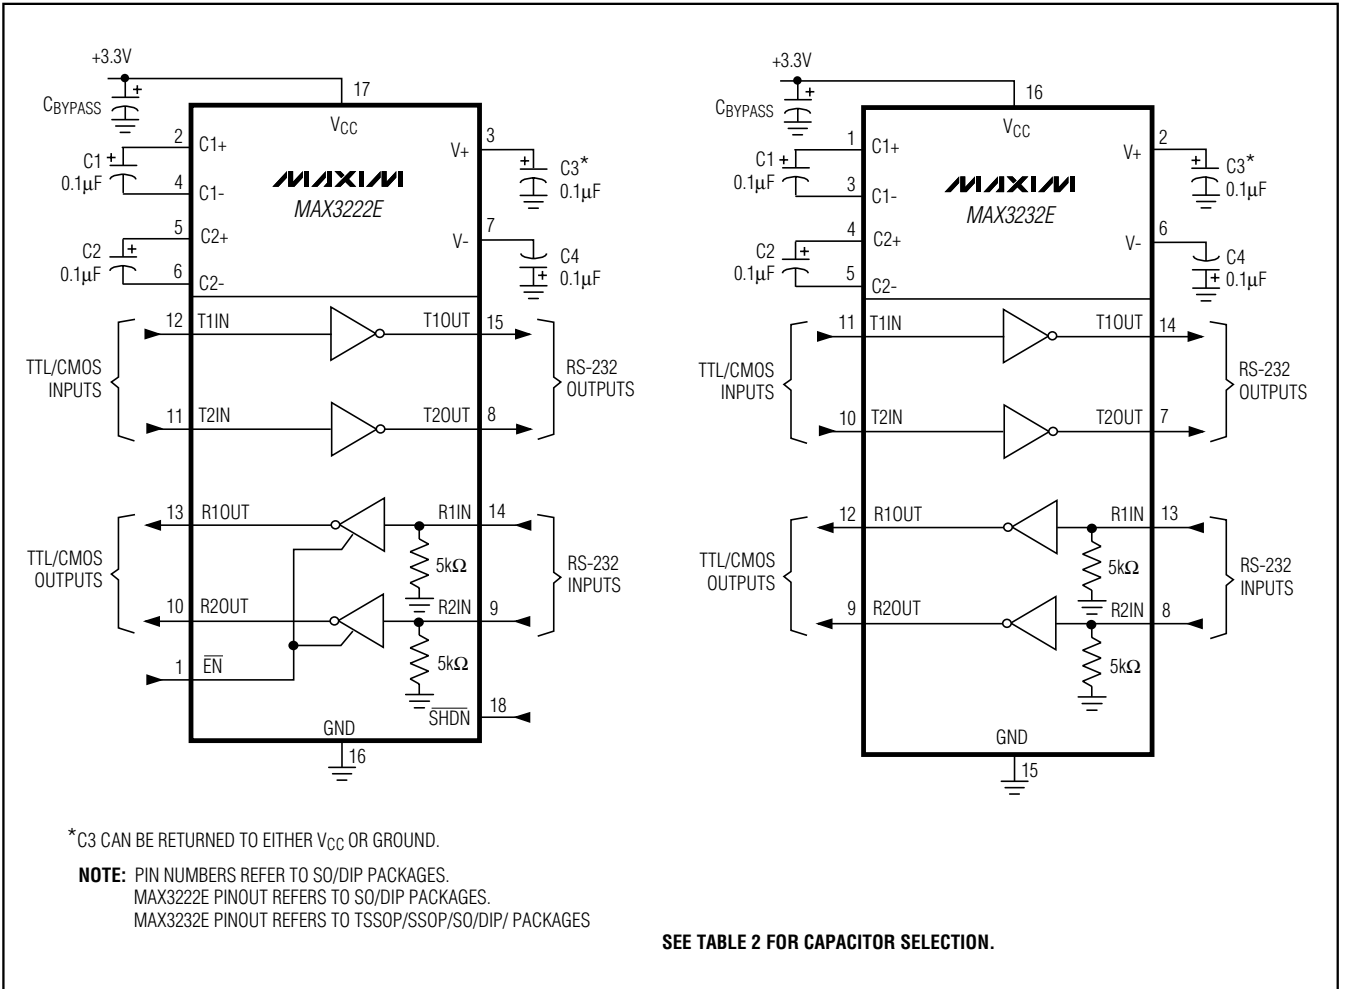 +3.3V
CBYPASS
+
17
VCC
2
C1+
C1
+
0.1µF
4
C1-
5
C2+
C2
+
0.1µF
6
C2-
MAXIM
MAX3222E
3
V+
+
C3*
0.1µF
7
V-
C4
+
0.1µF
TTL/CMOS
INPUTS
12
T1IN
T1OUT
15
11
T2IN
T2OUT
8
RS-232
OUTPUTS
TTL/CMOS
OUTPUTS
13
R1OUT
R1IN
14
5kΩ
10
R2OUT
R2IN
9
5kΩ
RS-232
INPUTS
1
EN
SHDN
18
GND
16
+3.3V
CBYPASS
+
16
VCC
1
C1+
C1
+
0.1µF
3
C1-
4
C2+
C2
+
0.1µF
5
C2-
MAXIM
MAX3232E
2
V+
+
C3*
0.1µF
6
V-
C4
+
0.1µF
TTL/CMOS
INPUTS
11
T1IN
T1OUT
14
10
T2IN
T2OUT
7
RS-232
OUTPUTS
TTL/CMOS
OUTPUTS
12
R1OUT
R1IN
13
5kΩ
9
R2OUT
R2IN
8
5kΩ
RS-232
INPUTS
GND
15
*C3 CAN BE RETURNED TO EITHER VCC OR GROUND.
NOTE: PIN NUMBERS REFER TO SO/DIP PACKAGES.
MAX3222E PINOUT REFERS TO SO/DIP PACKAGES.
MAX3232E PINOUT REFERS TO TSSOP/SSOP/SO/DIP/ PACKAGES
SEE TABLE 2 FOR CAPACITOR SELECTION.